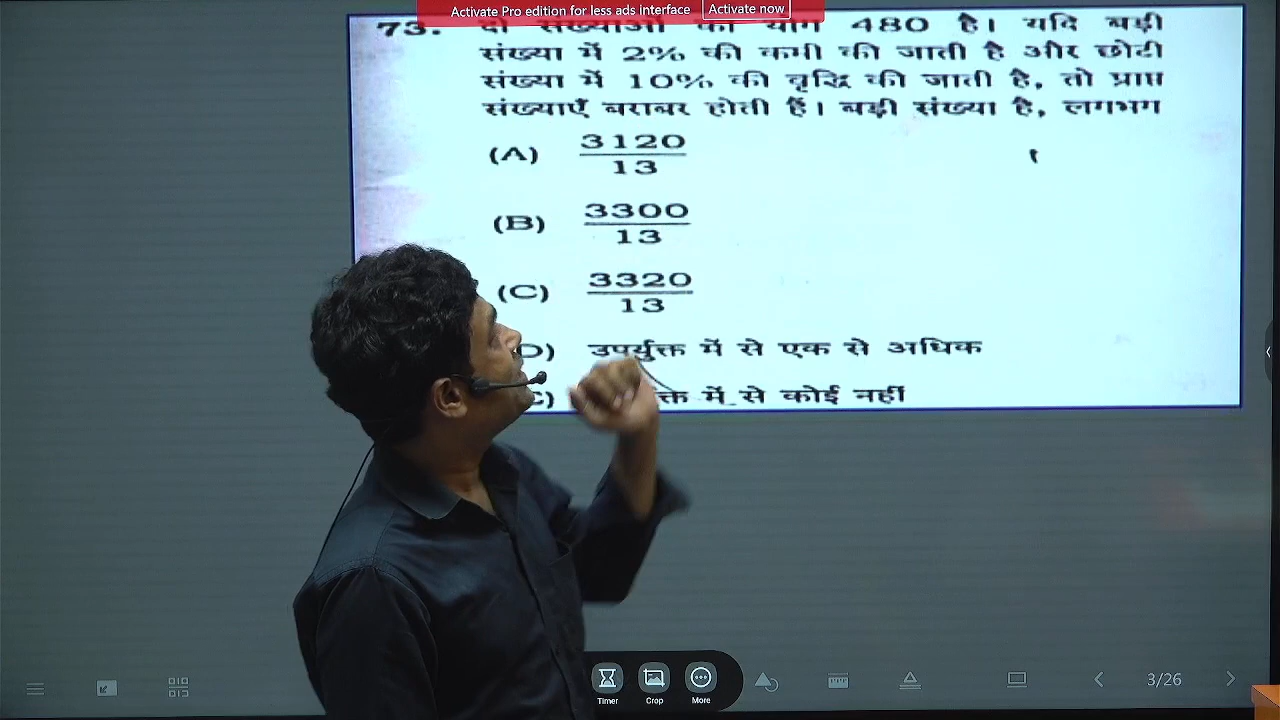 Activate Pro edition for less ads interface Activate now
73. दो संख्याओं का योग 480 है। यदि बड़ी
संख्या में 2% की कमी की जाती है और छोटी
संख्या में 10% की वृद्धि की जाती है, तो प्राप्त
संख्याएँ बराबर होती हैं। बड़ी संख्या है, लगभग
(A) 3120/13
(B) 3300/13
(C) 3320/13
D) उपर्युक्त में से एक से अधिक
में से कोई नहीं
Timer Crop More
3/26